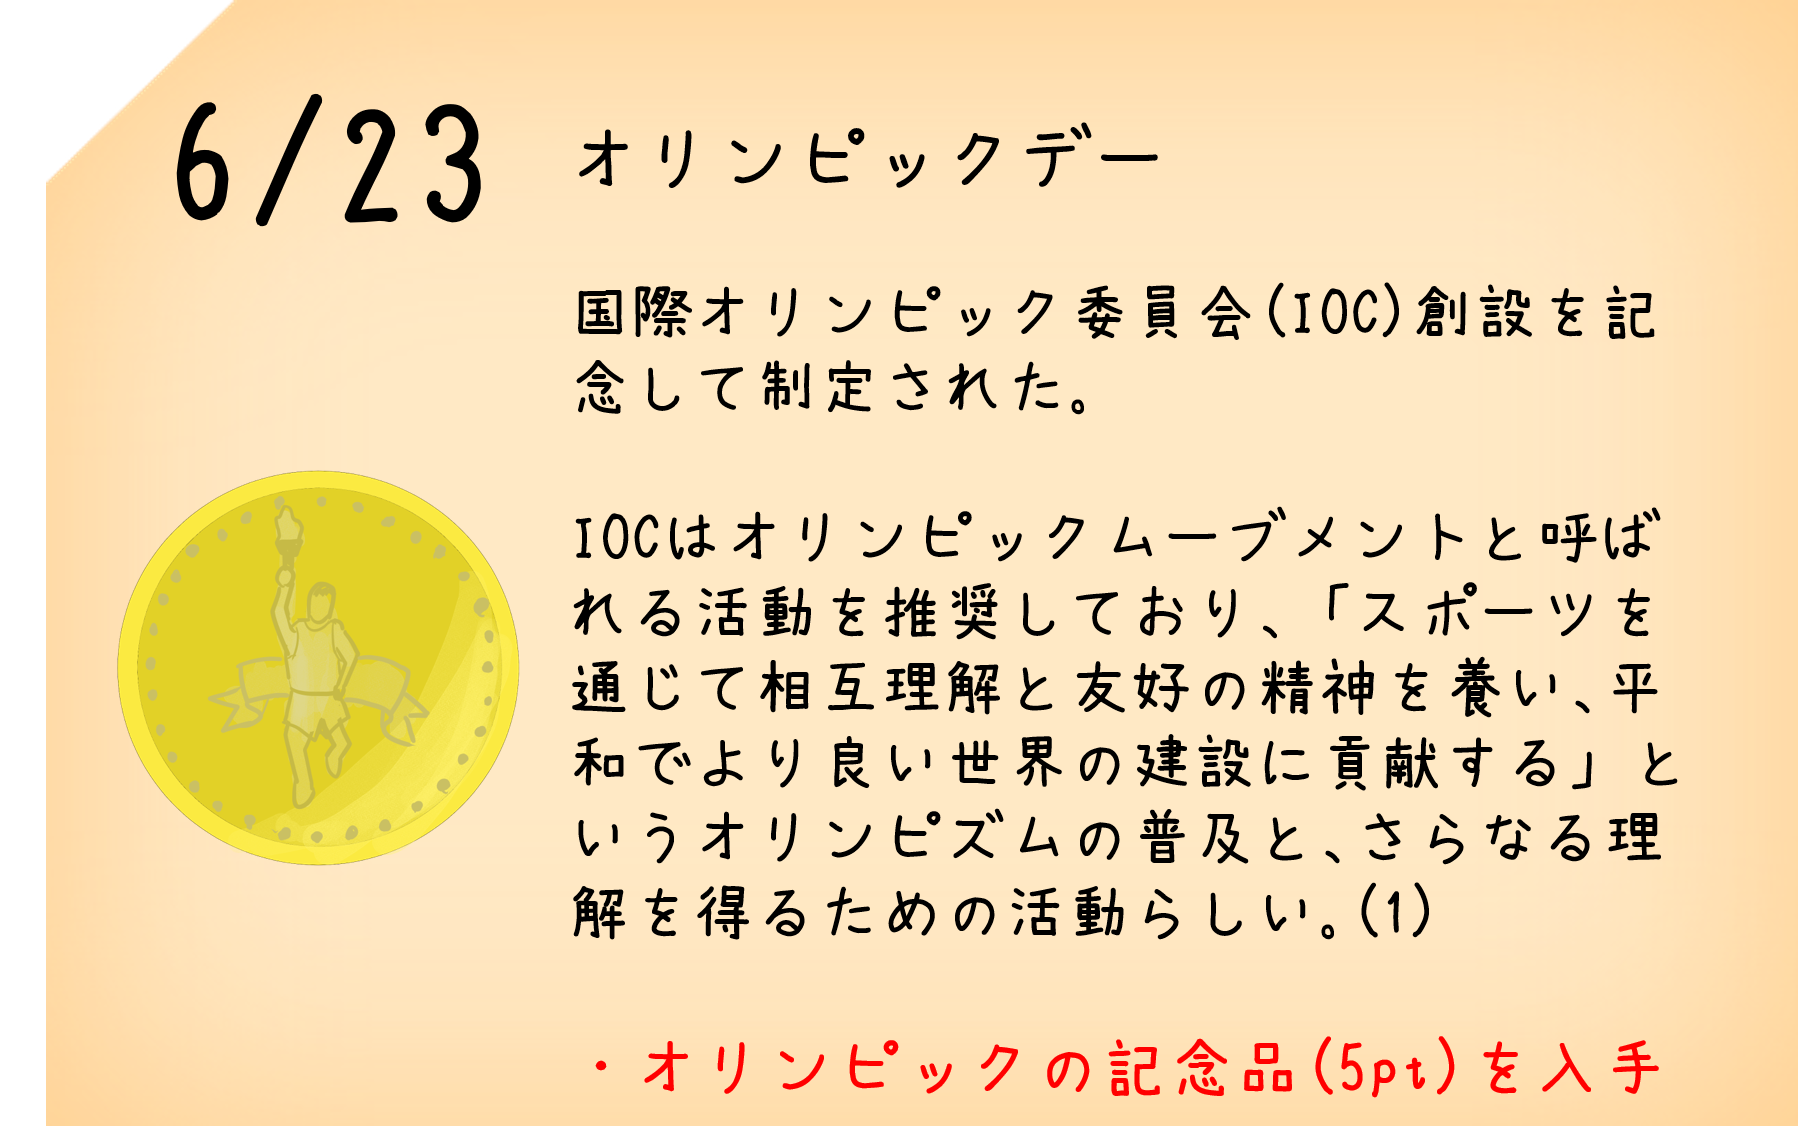 6/23 オリンピックデー
国際オリンピック委員会(IOC)創設を記
念して制定された。
IOCはオリンピックムーブメントと呼ば
れる活動を推奨しており、「スポーツを
通じて相互理解と友好の精神を養い、平
和でより良い世界の建設に貢献する」と
いうオリンピズムの普及と、さらなる理
解を得るための活動らしい。(1)
・オリンピックの記念品(5pt)を入手